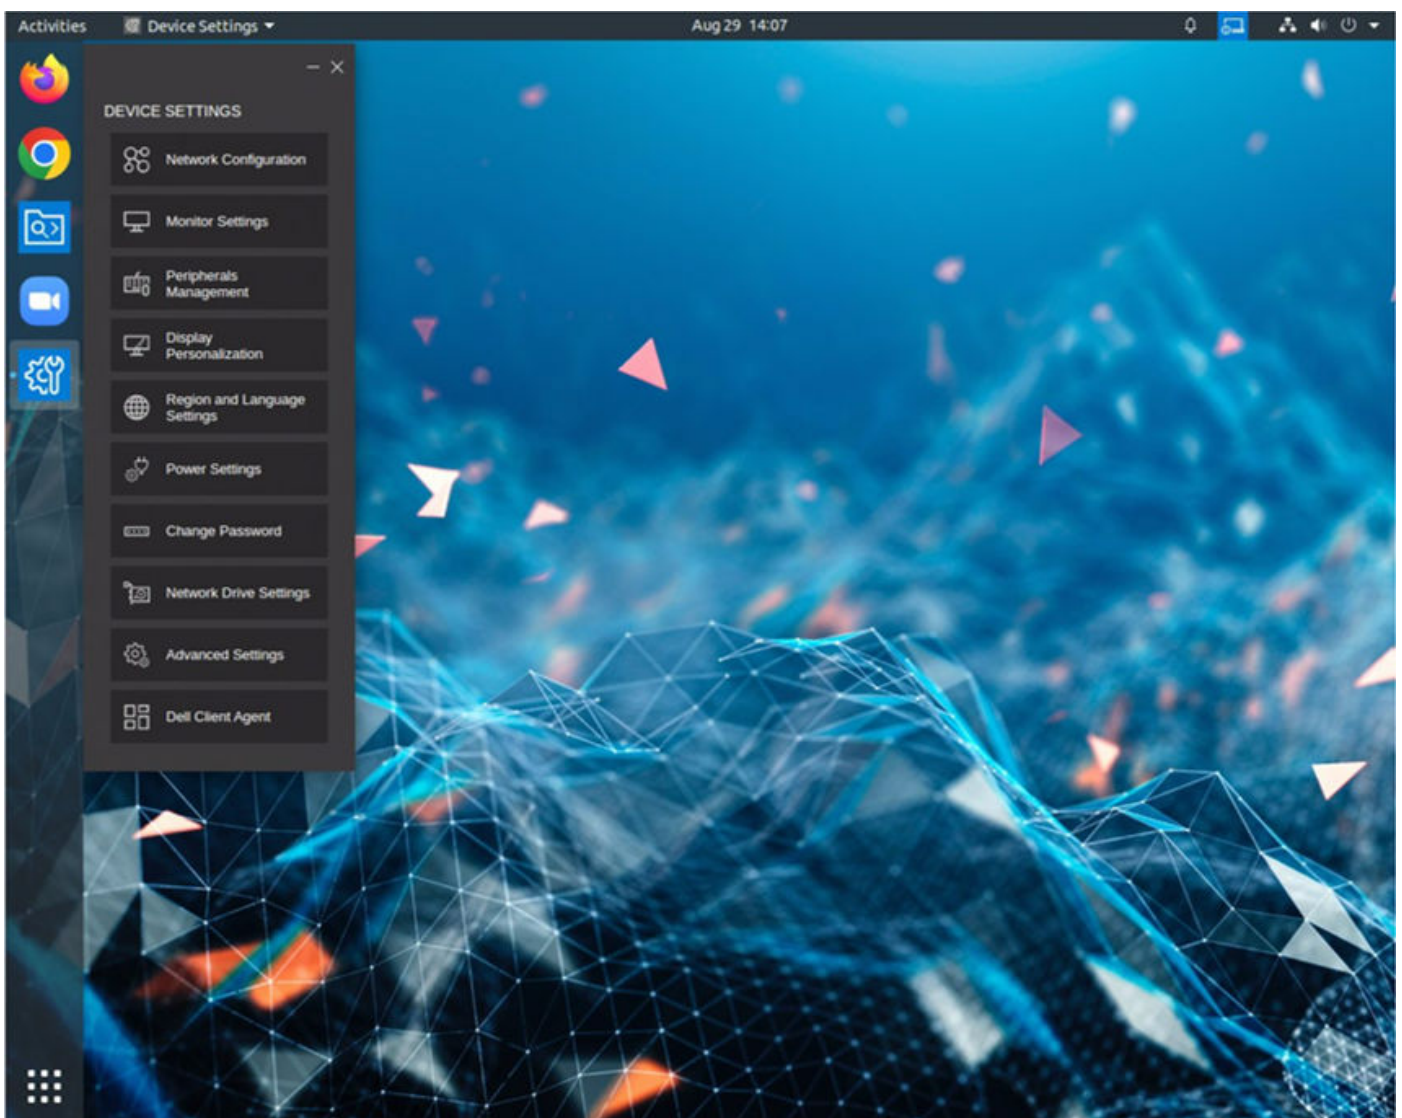 Activities
Device Settings
Aug 29 14:07
DEVICE SETTINGS
Network Configuration
Monitor Settings
Peripherals
Management
Display
Personalization
Region and Language
Settings
Power Settings
Change Password
Network Drive Settings
Advanced Settings
Dell Client Agent